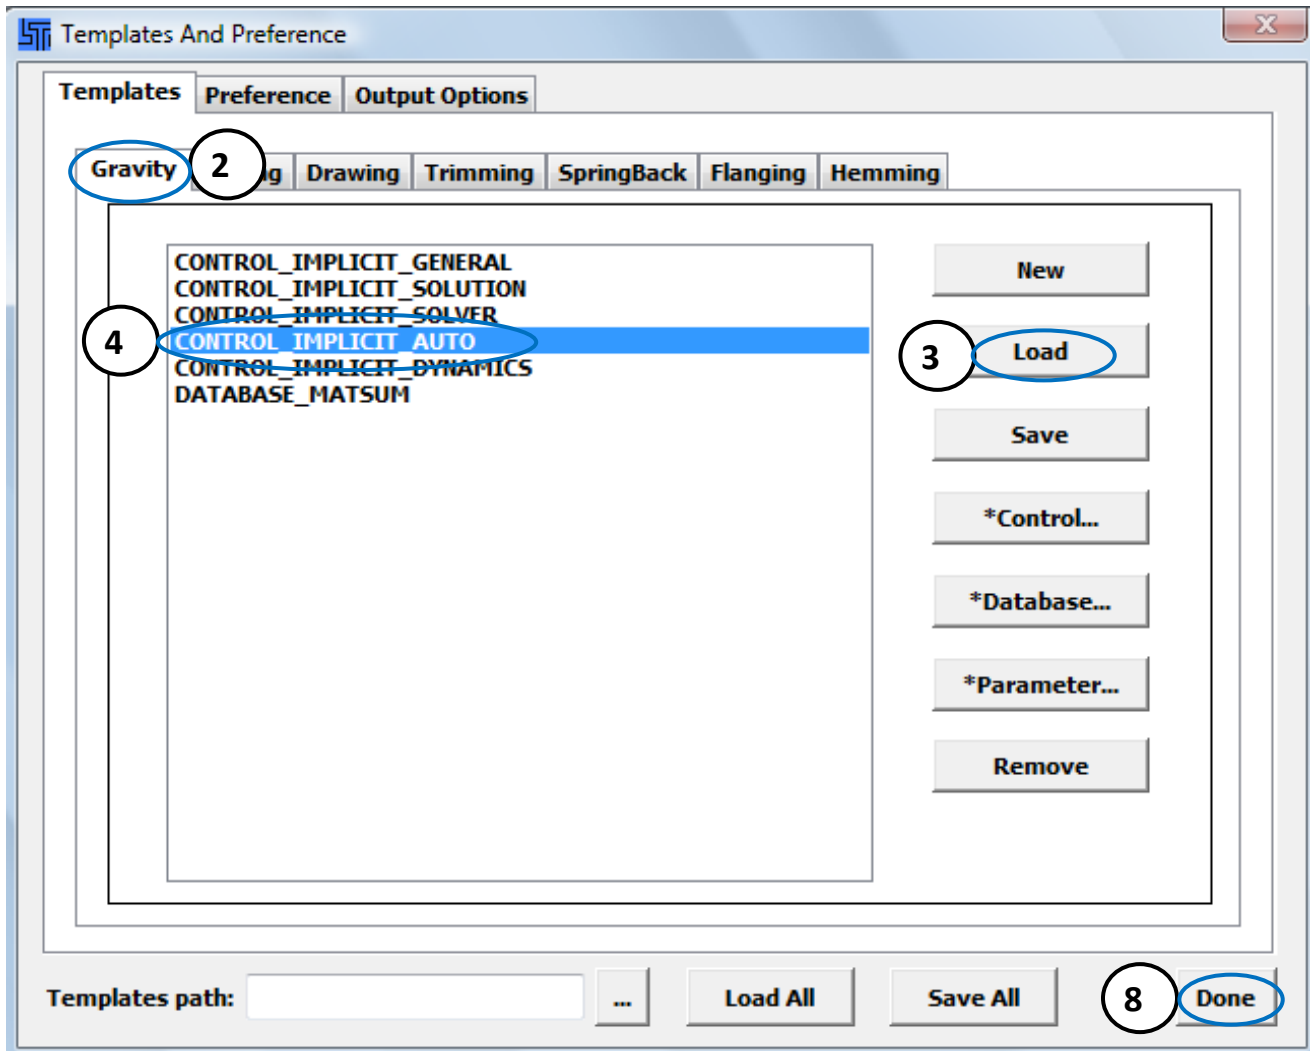 Templates And Preference
X
Templates Preference Output Options
Gravity 2 g Drawing Trimming SpringBack Flanging Hemming
CONTROL_IMPLICIT_GENERAL
CONTROL_IMPLICIT_SOLUTION
CONTROL_IMPLICIT_SOLVER
CONTROL_IMPLICIT_AUTO
CONTROL_IMPLICIT_DYNAMICS
DATABASE_MATSUM
4
New
3 Load
Save
*Control...
*Database...
*Parameter...
Remove
Templates path: ... Load All Save All 8 Done